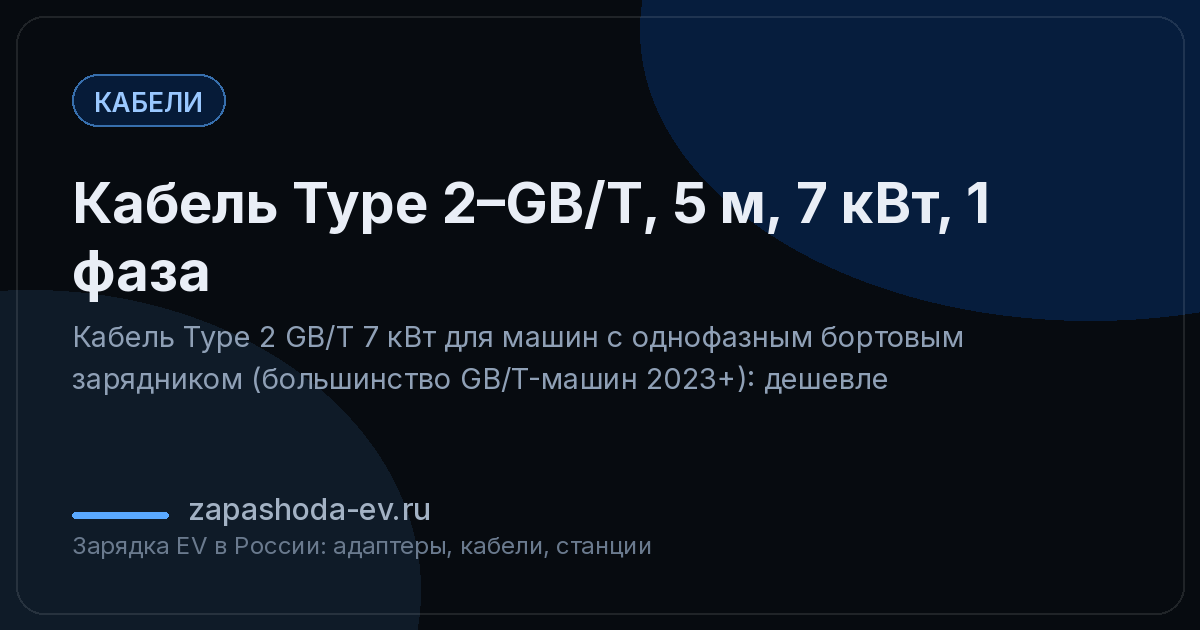 КАБЕЛИ
Кабель Type 2–GB/T, 5 м, 7 кВт, 1
фаза
Кабель Type 2 GB/T 7 кВт для машин с однофазным бортовым
зарядником (большинство GB/T-машин 2023+): дешевле
zapashoda-ev.ru
Зарядка EV в России: адаптеры, кабели, станции